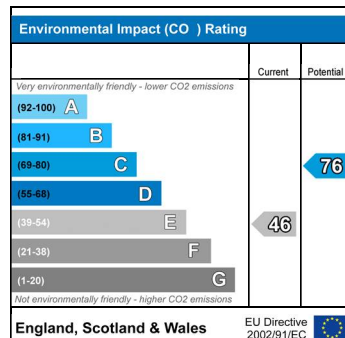 Environmental Impact (CO ) Rating
Current Potential
Very environmentally friendly - lower CO2 emissions
(92-100) A
(81-91) B
(69-80) C 76
(55-68) D
(39-54) E 46
(21-38) F
(1-20) G
Not environmentally friendly - higher CO2 emissions
England, Scotland & Wales
EU Directive
2002/91/EC